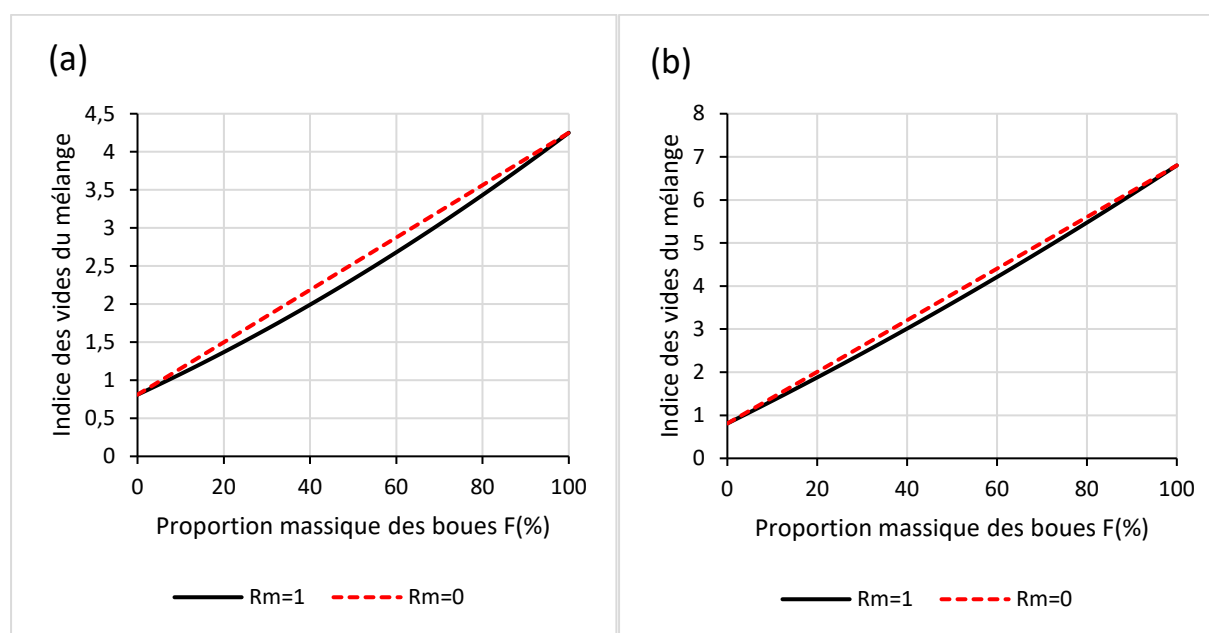 (a)
Indice des vides du mélange
4,5
4
3,5
3
2,5
2
1,5
1
0,5
0
0 20 40 60 80 100
Proportion massique des boues F(%)
Rm=1 Rm=0
(b)
Indice des vides du mélange
8
7
6
5
4
3
2
1
0
0 20 40 60 80 100
Proportion massique des boues F(%)
Rm=1 Rm=0